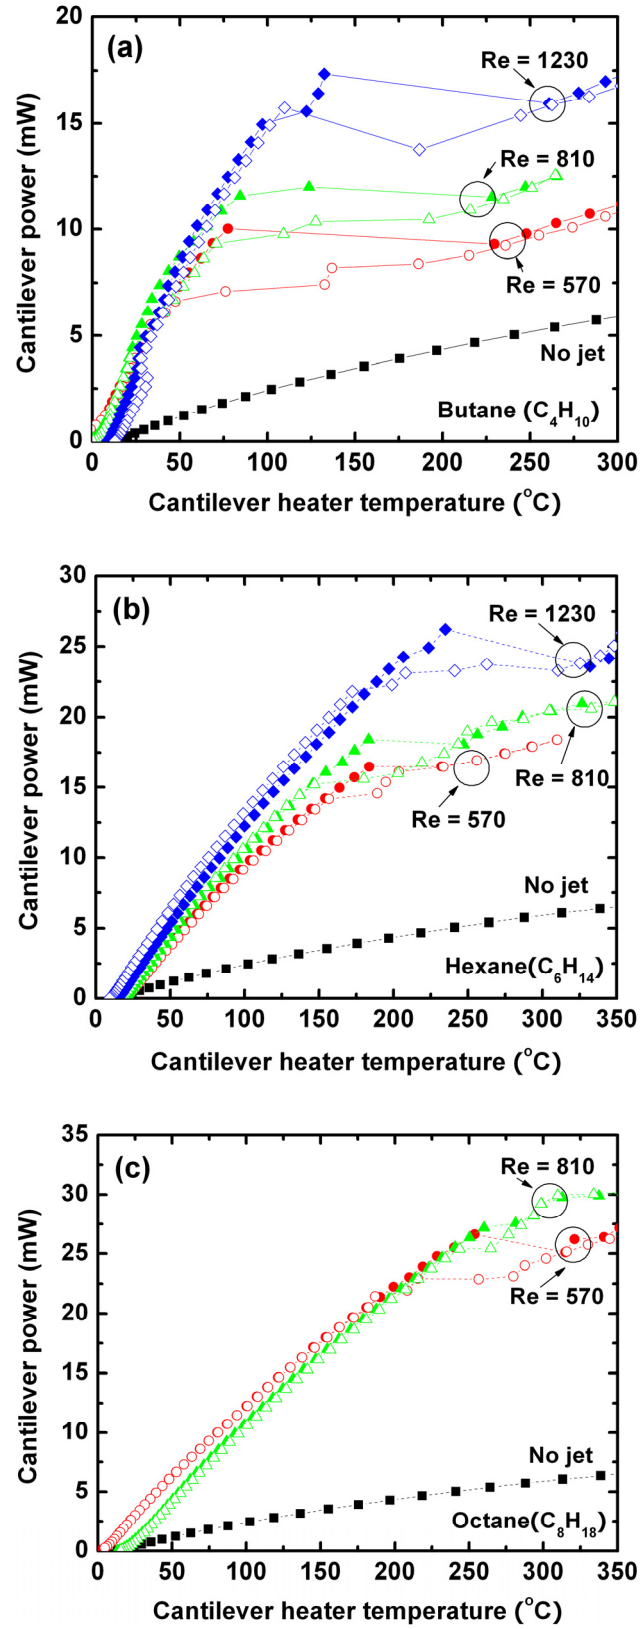 (a)
Re = 1230
Re = 810
Re = 570
No jet
Butane (C4H10)
Cantilever power (mW)
20
15
10
5
0
0 50 100 150 200 250 300
Cantilever heater temperature (oC)
(b)
Re = 1230
Re = 810
Re = 570
No jet
Hexane(C6H14)
Cantilever power (mW)
30
25
20
15
10
5
0
0 50 100 150 200 250 300 350
Cantilever heater temperature (oC)
(c)
Re = 810
Re = 570
No jet
Octane(C8H18)
Cantilever power (mW)
35
30
25
20
15
10
5
0
0 50 100 150 200 250 300 350
Cantilever heater temperature (oC)